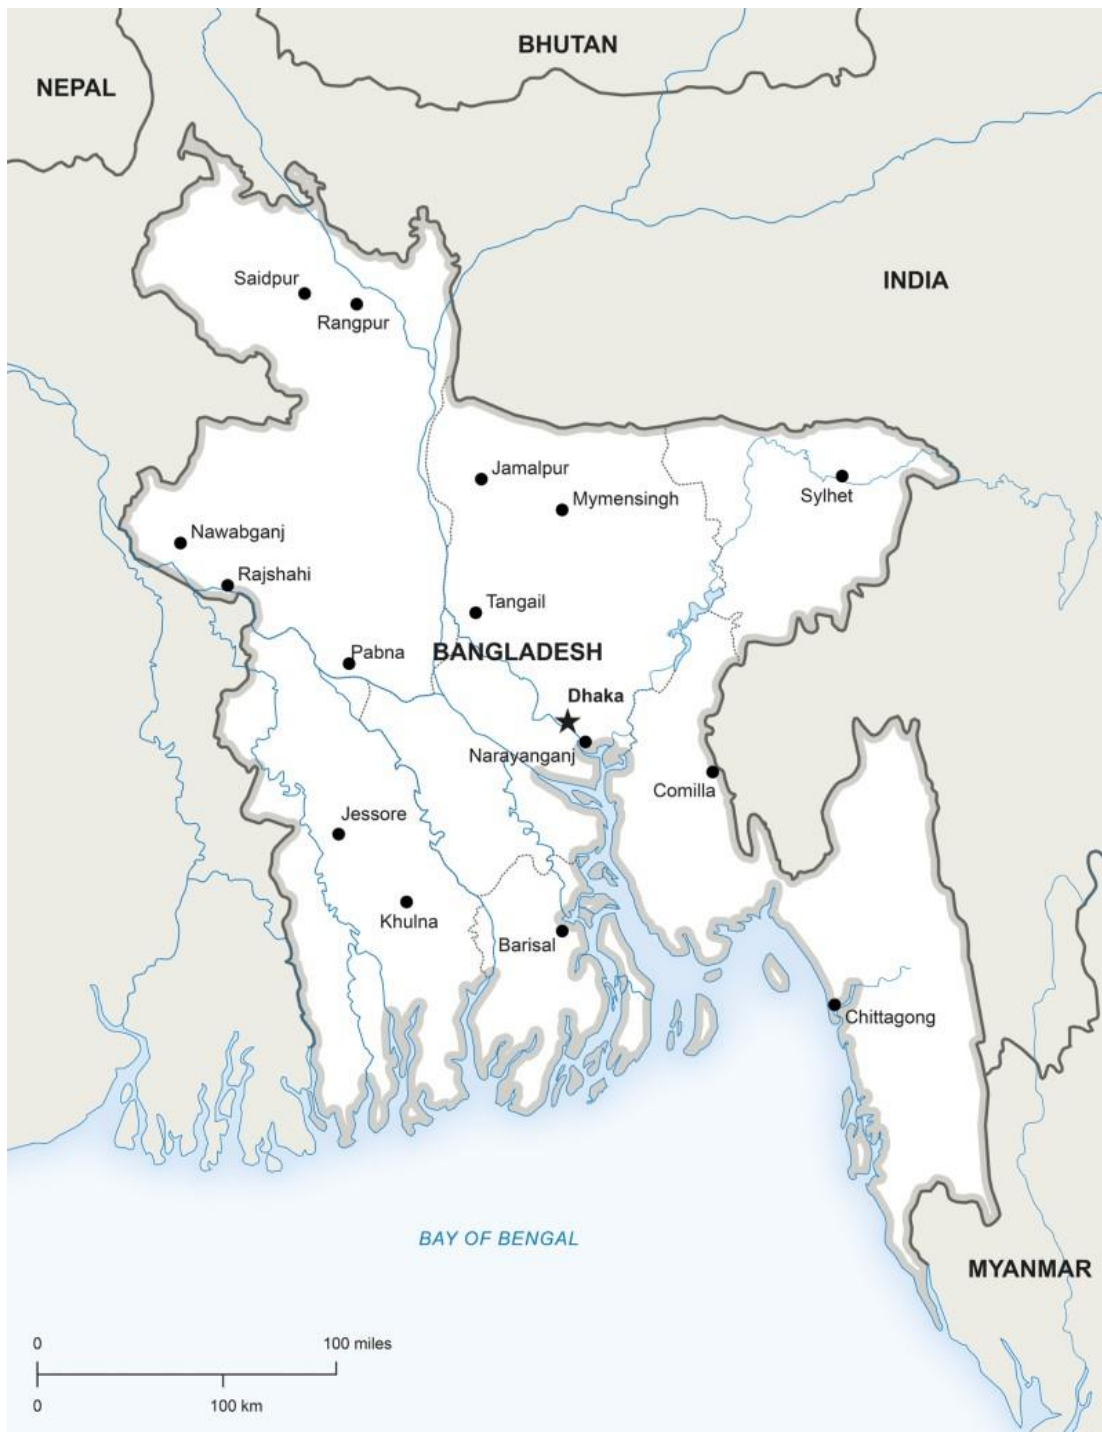 BHUTAN
NEPAL
INDIA
Saidpur
Rangpur
Jamalpur
Mymensingh
Sylhet
Nawabganj
Rajshahi
Tangail
Pabna
BANGLADESH
Dhaka
Narayanganj
Comilla
Jessore
Khulna
Barisal
Chittagong
BAY OF BENGAL
MYANMAR
0 100 miles
0 100 km